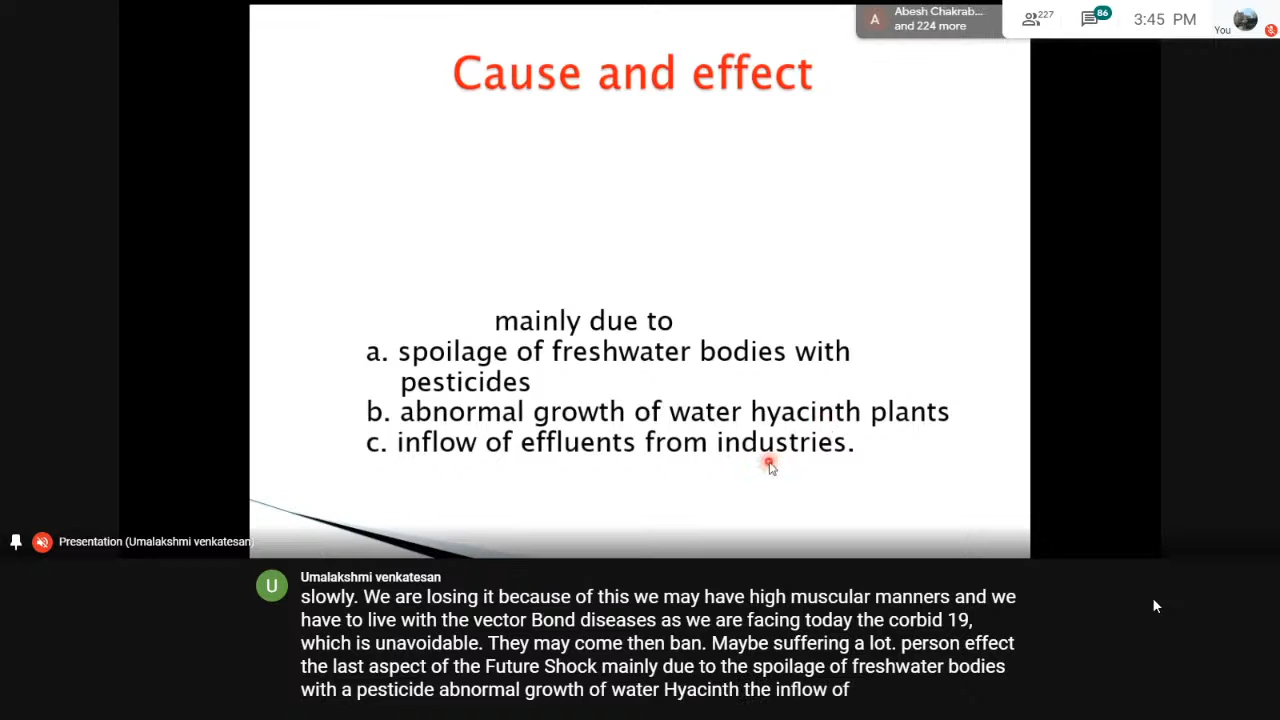 Abesh Chakrab...
and 224 more
A
227
86
3:45 PM
You
Cause and effect
mainly due to
a. spoilage of freshwater bodies with
pesticides
b. abnormal growth of water hyacinth plants
c. inflow of effluents from industries.
Presentation (Umalakshmi venkatesan)
U
Umalakshmi venkatesan
slowly. We are losing it because of this we may have high muscular manners and we
have to live with the vector Bond diseases as we are facing today the corbid 19,
which is unavoidable. They may come then ban. Maybe suffering a lot. person effect
the last aspect of the Future Shock mainly due to the spoilage of freshwater bodies
with a pesticide abnormal growth of water Hyacinth the inflow of